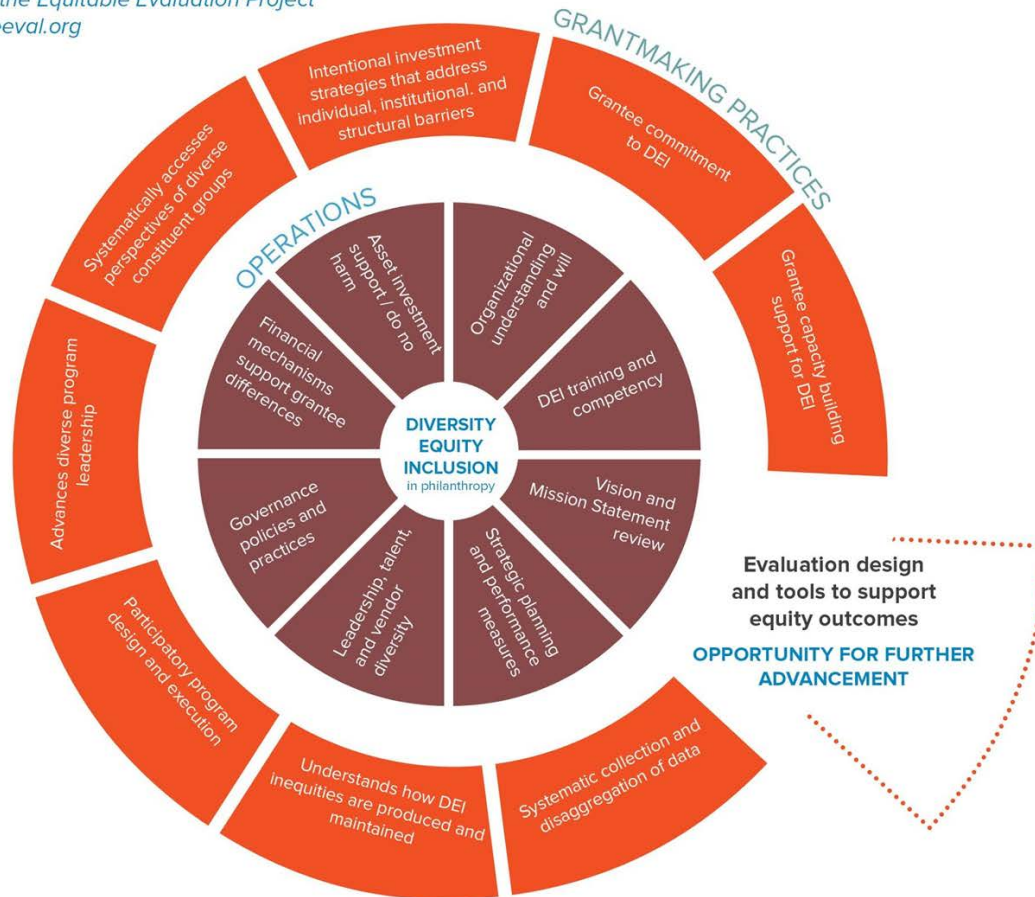 the Equitable Evaluation Project
eeval.org
GRANTMAKING PRACTICES
Intentional investment
strategies that address
individual, institutional. and
structural barriers
Grantee commitment
to DEI
Grantee capacity building
support for DEI
Systematically accesses
perspectives of diverse
constituent groups
Advances diverse program
leadership
Participatory program
design and execution
Understands how DEI
inequities are produced and
maintained
Systematic collection and
disaggregation of data
OPERATIONS
Asset investment
support / do no
harm
Organizational
understanding
and will
DEI training and
competency
Vision and
Mission Statement
review
Strategic planning
and performance
measures
Leadership, talent,
and vendor
diversity
Governance
policies and
practices
Financial
mechanisms
support grantee
differences
DIVERSITY
EQUITY
INCLUSION
in philanthropy
Evaluation design
and tools to support
equity outcomes
OPPORTUNITY FOR FURTHER
ADVANCEMENT